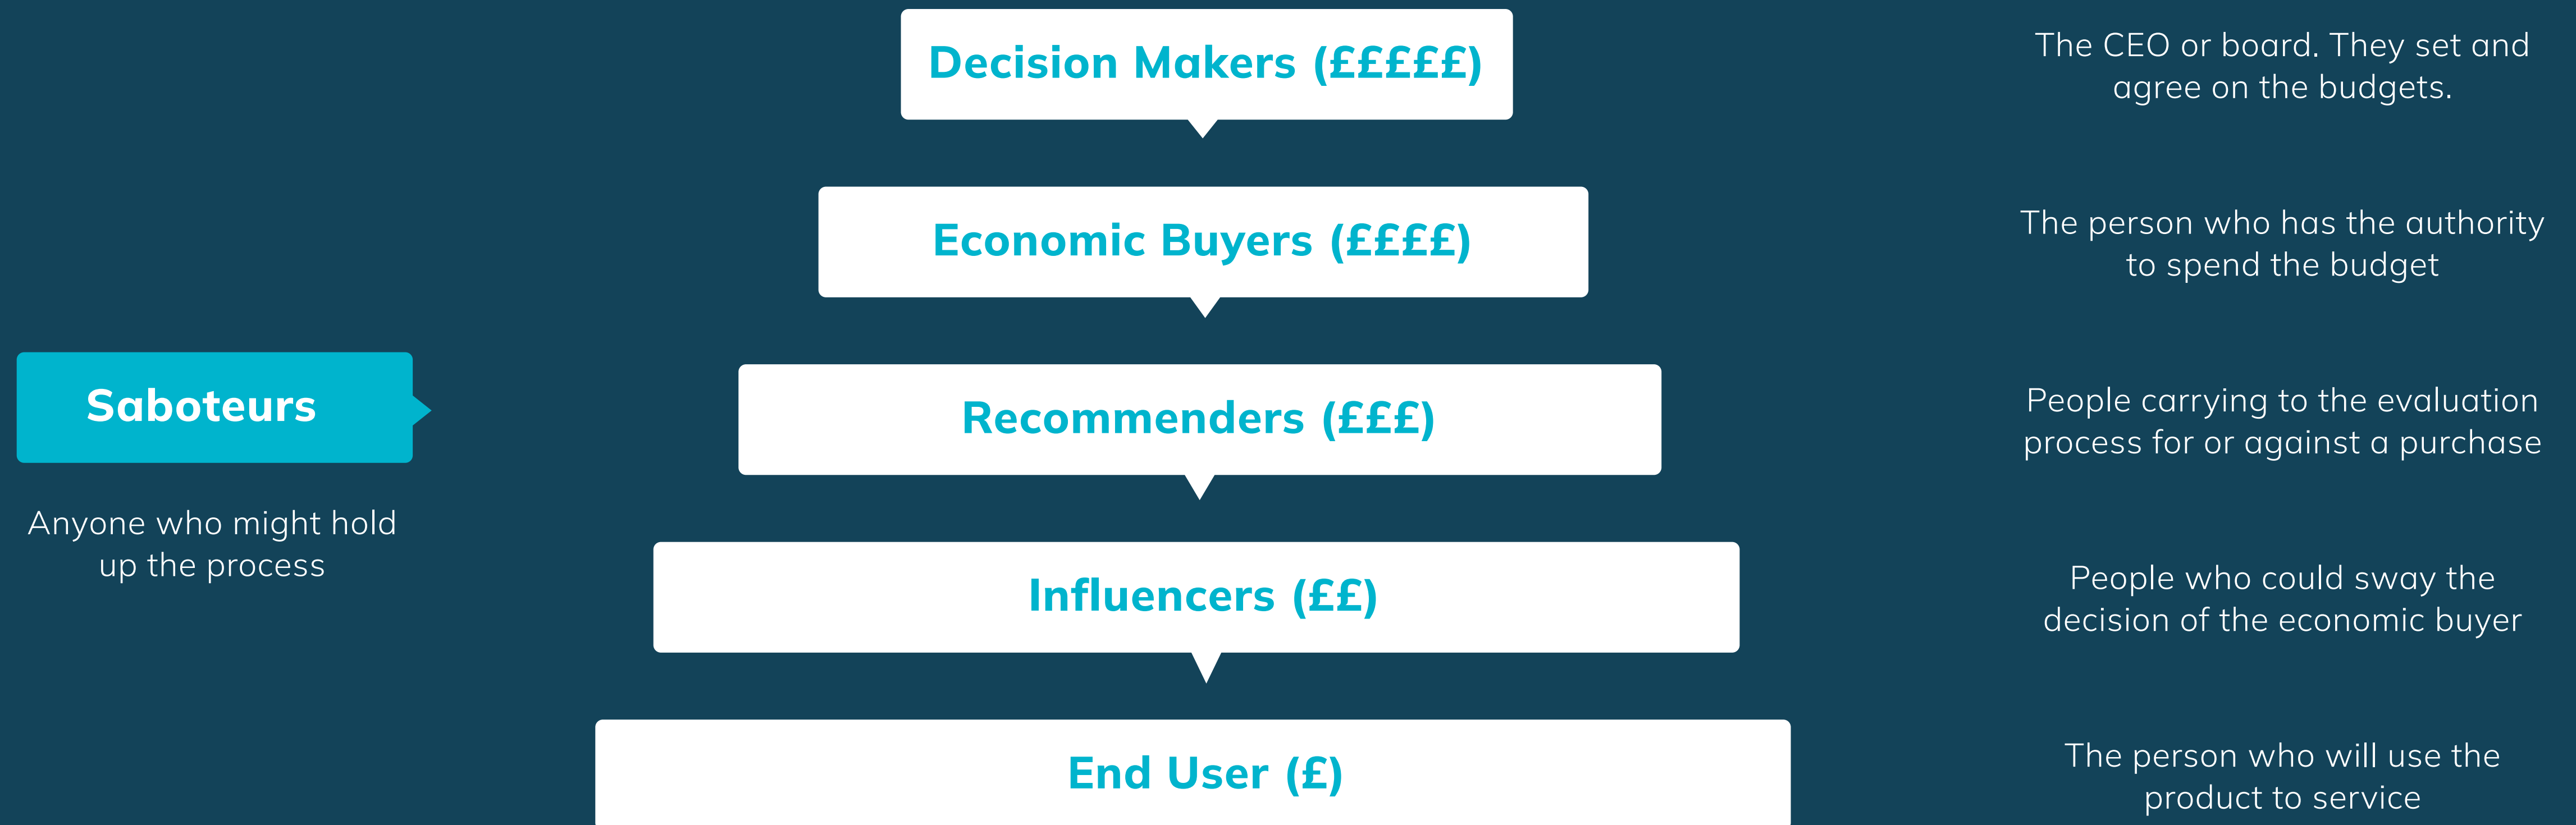 Decision Makers (£££££)
The CEO or board. They set and
agree on the budgets.
Economic Buyers (££££)
The person who has the authority
to spend the budget
Saboteurs
Anyone who might hold
up the process
Recommenders (£££)
People carrying to the evaluation
process for or against a purchase
Influencers (££)
People who could sway the
decision of the economic buyer
End User (£)
The person who will use the
product to service